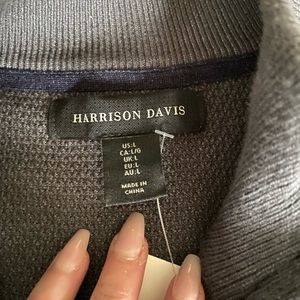 HARRISON DAVIS
US:L
CA:L/G
UK:L
EU:L
AU:L
MADE IN
CHINA